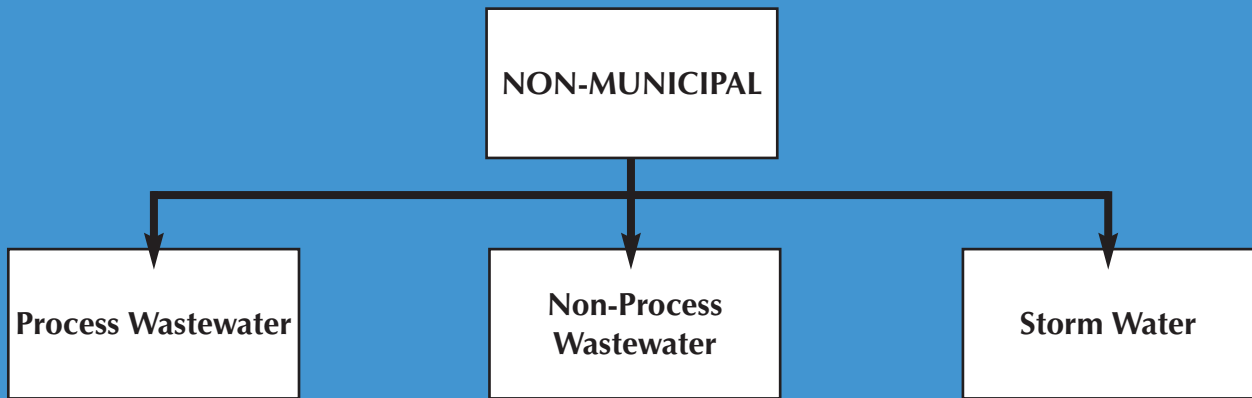 NON-MUNICIPAL
Process Wastewater
Non-Process
Wastewater
Storm Water